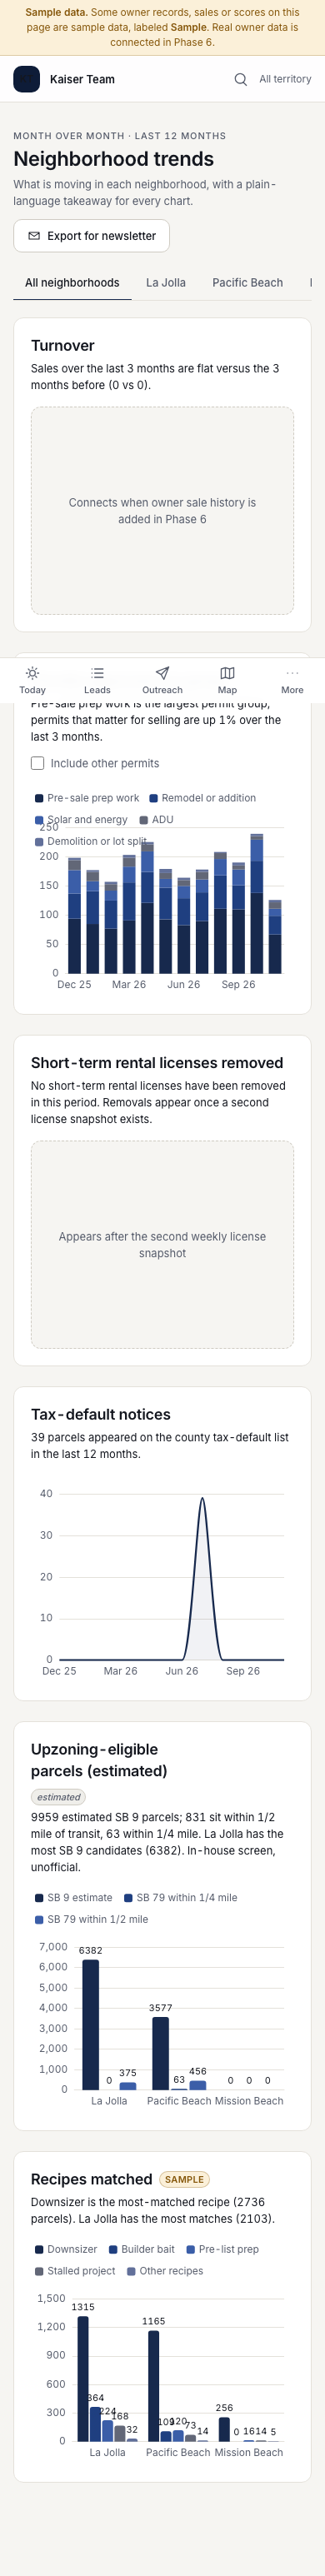 Sample data. Some owner records, sales or scores on this
page are sample data, labeled Sample. Real owner data is
connected in Phase 6.
Kaiser Team
All territory
MONTH OVER MONTH · LAST 12 MONTHS
Neighborhood trends
What is moving in each neighborhood, with a plain-
language takeaway for every chart.
Export for newsletter
All neighborhoods La Jolla Pacific Beach
Turnover
Sales over the last 3 months are flat versus the 3
months before (0 vs 0).
Connects when owner sale history is
added in Phase 6
Today Leads Outreach Map More
Pre-sale prep work is the largest permit group,
permits that matter for selling are up 1% over the
last 3 months.
Include other permits
Pre-sale prep work Remodel or addition
Solar and energy ADU
Demolition or lot split
250
200
150
100
50
0
Dec 25 Mar 26 Jun 26 Sep 26
Short-term rental licenses removed
No short-term rental licenses have been removed
in this period. Removals appear once a second
license snapshot exists.
Appears after the second weekly license
snapshot
Tax-default notices
39 parcels appeared on the county tax-default list
in the last 12 months.
40
30
20
10
0
Dec 25 Mar 26 Jun 26 Sep 26
Upzoning-eligible
parcels (estimated)
estimated
9959 estimated SB 9 parcels; 831 sit within 1/2
mile of transit, 63 within 1/4 mile. La Jolla has the
most SB 9 candidates (6382). In-house screen,
unofficial.
SB 9 estimate SB 79 within 1/4 mile
SB 79 within 1/2 mile
7,000
6,000
5,000
4,000
3,000
2,000
1,000
0
6382 0 375
3577 63 456
0 0 0
La Jolla Pacific Beach Mission Beach
Recipes matched SAMPLE
Downsizer is the most-matched recipe (2736
parcels). La Jolla has the most matches (2103).
Downsizer Builder bait Pre-list prep
Stalled project Other recipes
1,500
1,200
900
600
300
0
1315 364 224 168 32
1165 109 120 73 14
256 0 16 14 5
La Jolla Pacific Beach Mission Beach